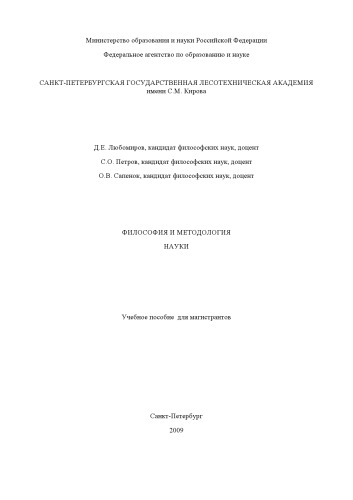 Министерство образования и науки Российской Федерации
Федеральное агентство по образованию и науке
САНКТ-ПЕТЕРБУРГСКАЯ ГОСУДАРСТВЕННАЯ ЛЕСОТЕХНИЧЕСКАЯ АКАДЕМИЯ
имени С.М. Кирова
Д.Е. Любомиров, кандидат философских наук, доцент
С.О. Петров, кандидат философских наук, доцент
О.В. Сапенок, кандидат философских наук, доцент
ФИЛОСОФИЯ И МЕТОДОЛОГИЯ
НАУКИ
Учебное пособие для магистрантов
Санкт-Петербург
2009